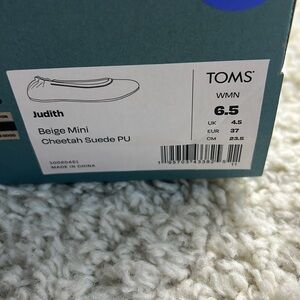 TOMS
WMN
6.5
UK 4.5
EUR 37
CM 23.5
Judith
Beige Mini
Cheetah Suede PU
MADE IN CHINA